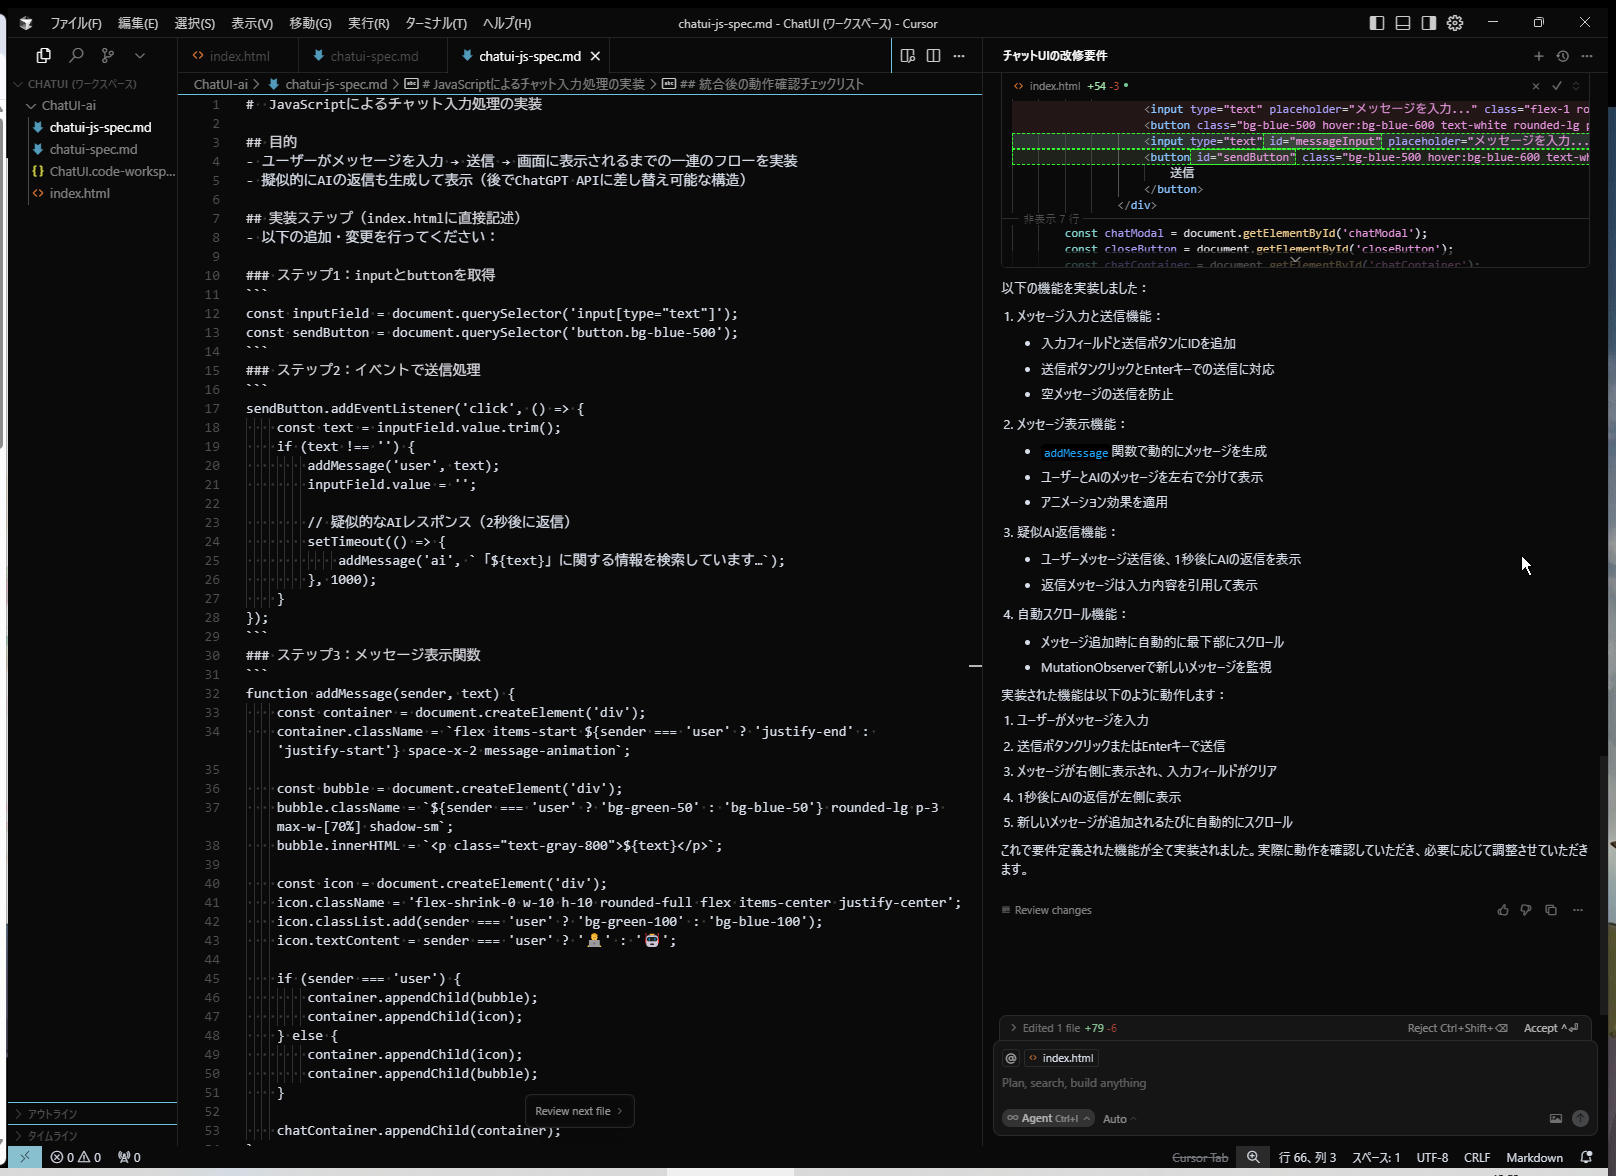 ファイル(F) 編集(E) 選択(S) 表示(V) 移動(G) 実行(R) ターミナル(T) ヘルプ(H)
chatui-js-spec.md - ChatUI (ワークスペース) - Cursor
CHATUI (ワークスペース)
ChatUI-ai
chatui-js-spec.md
chatui-spec.md
ChatUI.code-worksp...
index.html
アウトライン
タイムライン
index.html
chatui-spec.md
chatui-js-spec.md
ChatUI-ai > chatui-js-spec.md > # JavaScriptによるチャット入力処理の実装 > ## 統合後の動作確認チェックリスト
1 # JavaScriptによるチャット入力処理の実装
2
3 ## 目的
4 - ユーザーがメッセージを入力 → 送信 → 画面に表示されるまでの一連のフローを実装
5 - 擬似的にAIの返信も生成して表示（後でChatGPT APIに差し替え可能な構造）
6
7 ## 実装ステップ（index.htmlに直接記述）
8 - 以下の追加・変更を行ってください：
9
10 ### ステップ1：inputとbuttonを取得
11 ```
12 const inputField = document.querySelector('input[type="text"]');
13 const sendButton = document.querySelector('button.bg-blue-500');
14 ```
15 ### ステップ2：イベントで送信処理
16 ```
17 sendButton.addEventListener('click', () => {
18 const text = inputField.value.trim();
19 if (text !== '') {
20 addMessage('user', text);
21 inputField.value = '';
22
23 // 疑似的なAIレスポンス（2秒後に返信）
24 setTimeout(() => {
25 addMessage('ai', `「${text}」に関する情報を検索しています…`);
26 }, 1000);
27 }
28 });
29 ```
30 ### ステップ3：メッセージ表示関数
31 ```
32 function addMessage(sender, text) {
33 const container = document.createElement('div');
34 container.className = `flex items-start ${sender === 'user' ? 'justify-end' :
'justify-start'} space-x-2 message-animation`;
35
36 const bubble = document.createElement('div');
37 bubble.className = `${sender === 'user' ? 'bg-green-50' : 'bg-blue-50'} rounded-lg p-3
max-w-[70%] shadow-sm`;
38 bubble.innerHTML = `<p class="text-gray-800">${text}</p>`;
39
40 const icon = document.createElement('div');
41 icon.className = 'flex-shrink-0 w-10 h-10 rounded-full flex items-center justify-center';
42 icon.classList.add(sender === 'user' ? 'bg-green-100' : 'bg-blue-100');
43 icon.textContent = sender === 'user' ? '🧑‍💻' : '🤖';
44
45 if (sender === 'user') {
46 container.appendChild(bubble);
47 container.appendChild(icon);
48 } else {
49 container.appendChild(icon);
50 container.appendChild(bubble);
51 }
52
53 chatContainer.appendChild(container);
Review next file >
チャットUIの改修要件
index.html +54 -3
<input type="text" placeholder="メッセージを入力..." class="flex-1 ro
<button class="bg-blue-500 hover:bg-blue-600 text-white rounded-lg p
<input type="text" id="messageInput" placeholder="メッセージを入力...
<button id="sendButton" class="bg-blue-500 hover:bg-blue-600 text-wh
送信
</button>
</div>
非表示 7 行
const chatModal = document.getElementById('chatModal');
const closeButton = document.getElementById('closeButton');
const chatContainer = document.getElementById('chatContainer');
以下の機能を実装しました：
1. メッセージ入力と送信機能：
• 入力フィールドと送信ボタンにIDを追加
• 送信ボタンクリックとEnterキーでの送信に対応
• 空メッセージの送信を防止
2. メッセージ表示機能：
• addMessage 関数で動的にメッセージを生成
• ユーザーとAIのメッセージを左右で分けて表示
• アニメーション効果を適用
3. 疑似AI返信機能：
• ユーザーメッセージ送信後、1秒後にAIの返信を表示
• 返信メッセージは入力内容を引用して表示
4. 自動スクロール機能：
• メッセージ追加時に自動的に最下部にスクロール
• MutationObserverで新しいメッセージを監視
実装された機能は以下のように動作します：
1. ユーザーがメッセージを入力
2. 送信ボタンクリックまたはEnterキーで送信
3. メッセージが右側に表示され、入力フィールドがクリア
4. 1秒後にAIの返信が左側に表示
5. 新しいメッセージが追加されるたびに自動的にスクロール
これで要件定義された機能が全て実装されました。実際に動作を確認していただき、必要に応じて調整させていただき
ます。
Review changes
> Edited 1 file +79 -6 Reject Ctrl+Shift+⌫ Accept ^⏎
@ index.html
Plan, search, build anything
∞ Agent Ctrl+I Auto
0 0 0 Cursor Tab 行 66、列 3 スペース: 1 UTF-8 CRLF Markdown